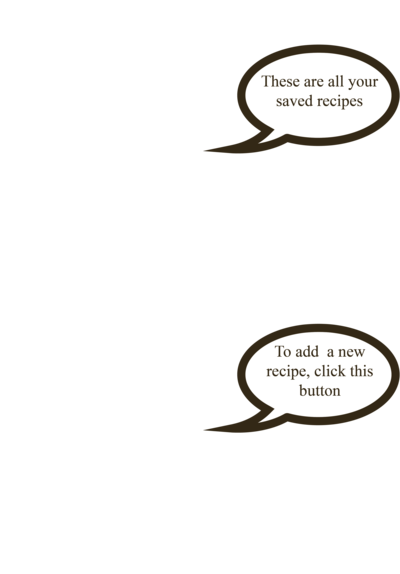 These are all your
saved recipes
To add  a new
recipe, click this
button